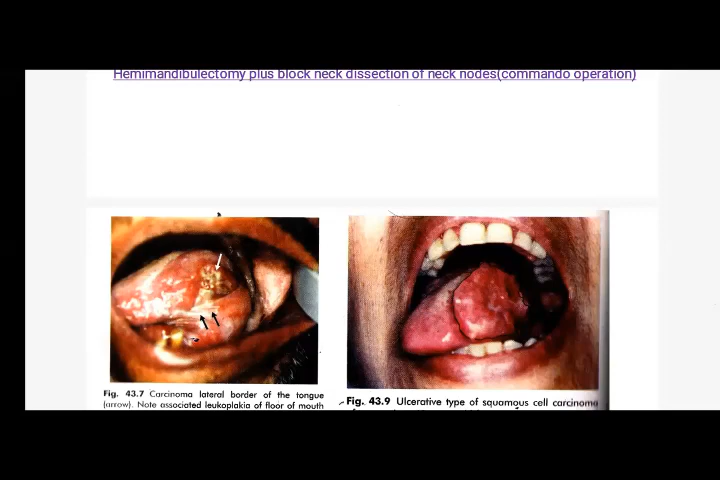 Hemimandibulectomy plus block neck dissection of neck nodes(commando operation)
Fig. 43.7 Carcinoma lateral border of the tongue
(arrow). Note associated leukoplakia of floor of mouth
Fig. 43.9 Ulcerative type of squamous cell carcinoma